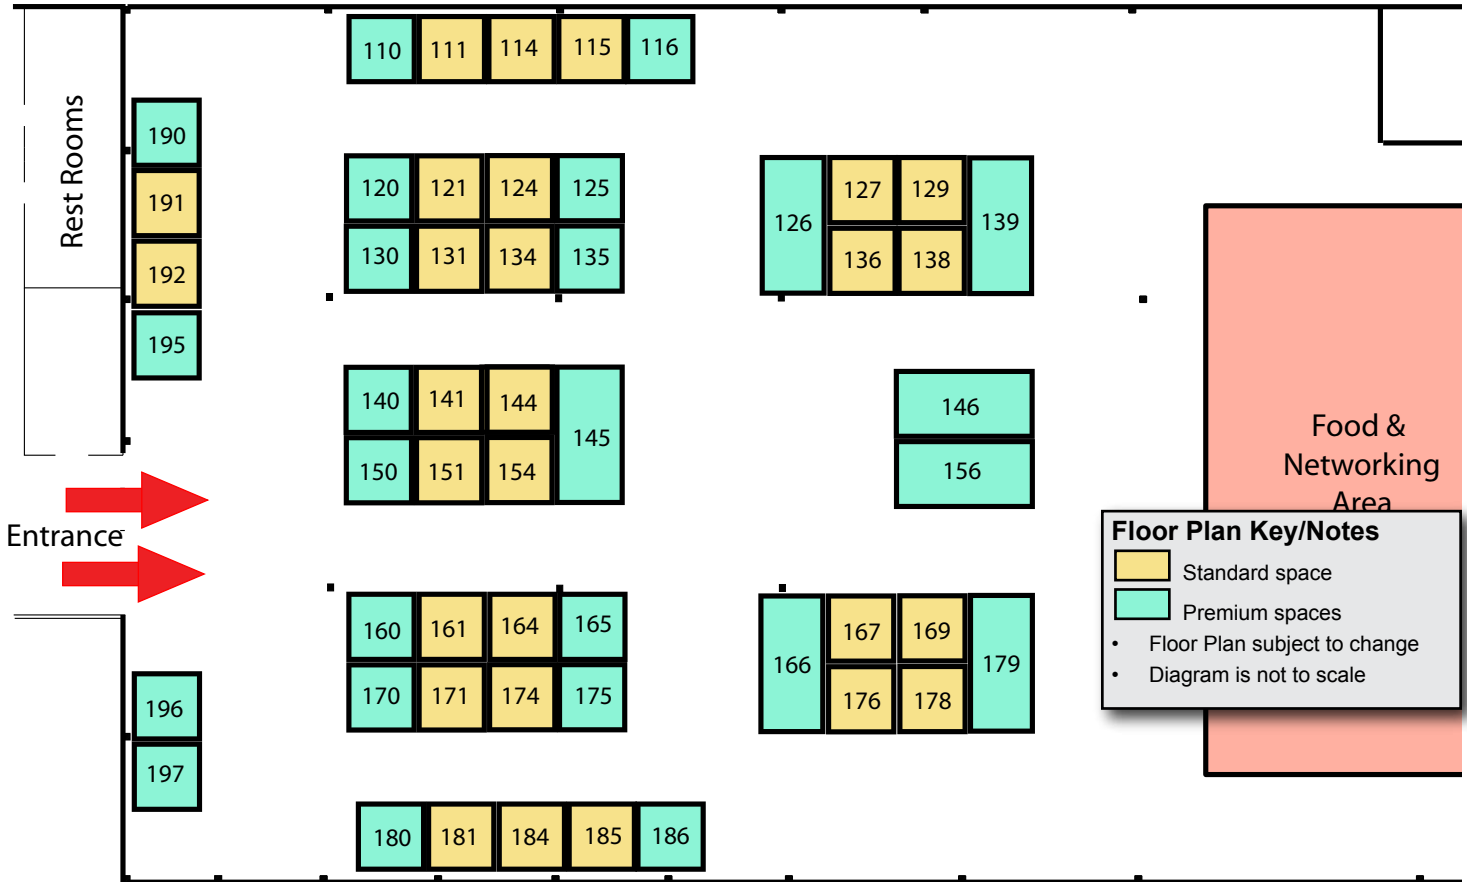 110 111 114 115 116
Rest Rooms
190
191
192
195
120 121 124 125
130 131 134 135
126 127 129 139
136 138
140 141 144 145
150 151 154
146
156
Food &
Networking
Area
Entrance
Floor Plan Key/Notes
Standard space
Premium spaces
• Floor Plan subject to change
• Diagram is not to scale
160 161 164 165
170 171 174 175
166 167 169 179
176 178
196
197
180 181 184 185 186